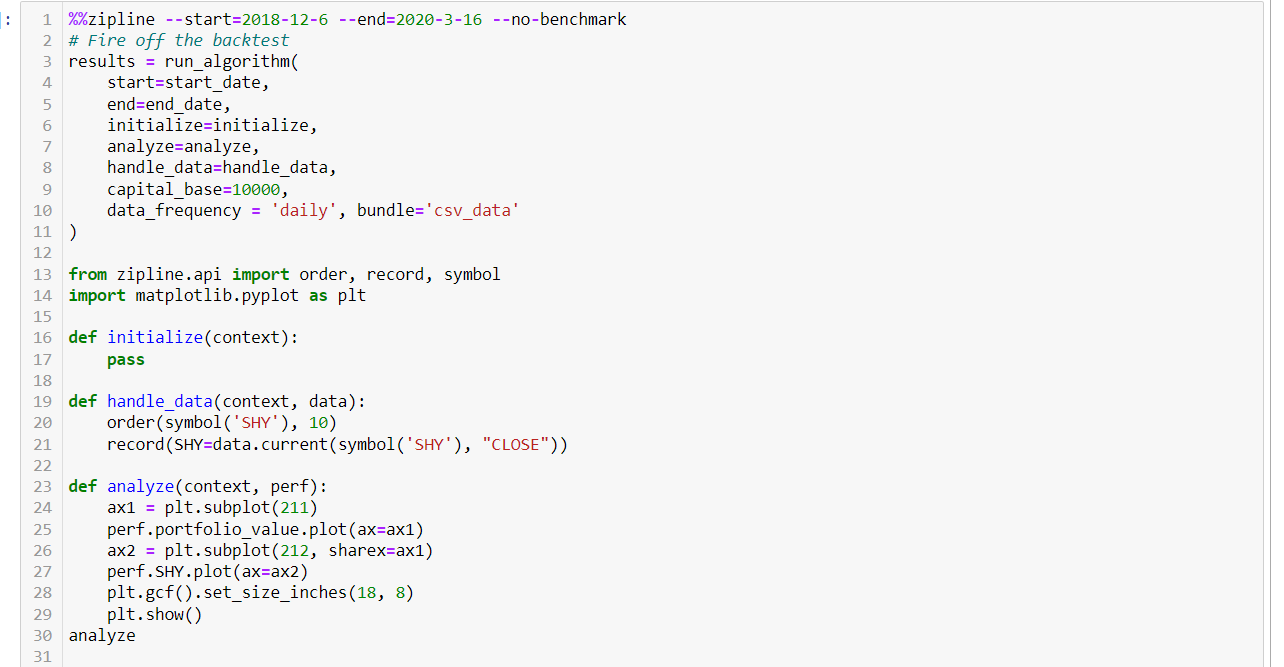 ]:
1 %%zipline --start=2018-12-6 --end=2020-3-16 --no-benchmark
2 # Fire off the backtest
3 results = run_algorithm(
4     start=start_date,
5     end=end_date,
6     initialize=initialize,
7     analyze=analyze,
8     handle_data=handle_data,
9     capital_base=10000,
10     data_frequency = 'daily', bundle='csv_data'
11 )
12
13 from zipline.api import order, record, symbol
14 import matplotlib.pyplot as plt
15
16 def initialize(context):
17     pass
18
19 def handle_data(context, data):
20     order(symbol('SHY'), 10)
21     record(SHY=data.current(symbol('SHY'), "CLOSE"))
22
23 def analyze(context, perf):
24     ax1 = plt.subplot(211)
25     perf.portfolio_value.plot(ax=ax1)
26     ax2 = plt.subplot(212, sharex=ax1)
27     perf.SHY.plot(ax=ax2)
28     plt.gcf().set_size_inches(18, 8)
29     plt.show()
30 analyze
31